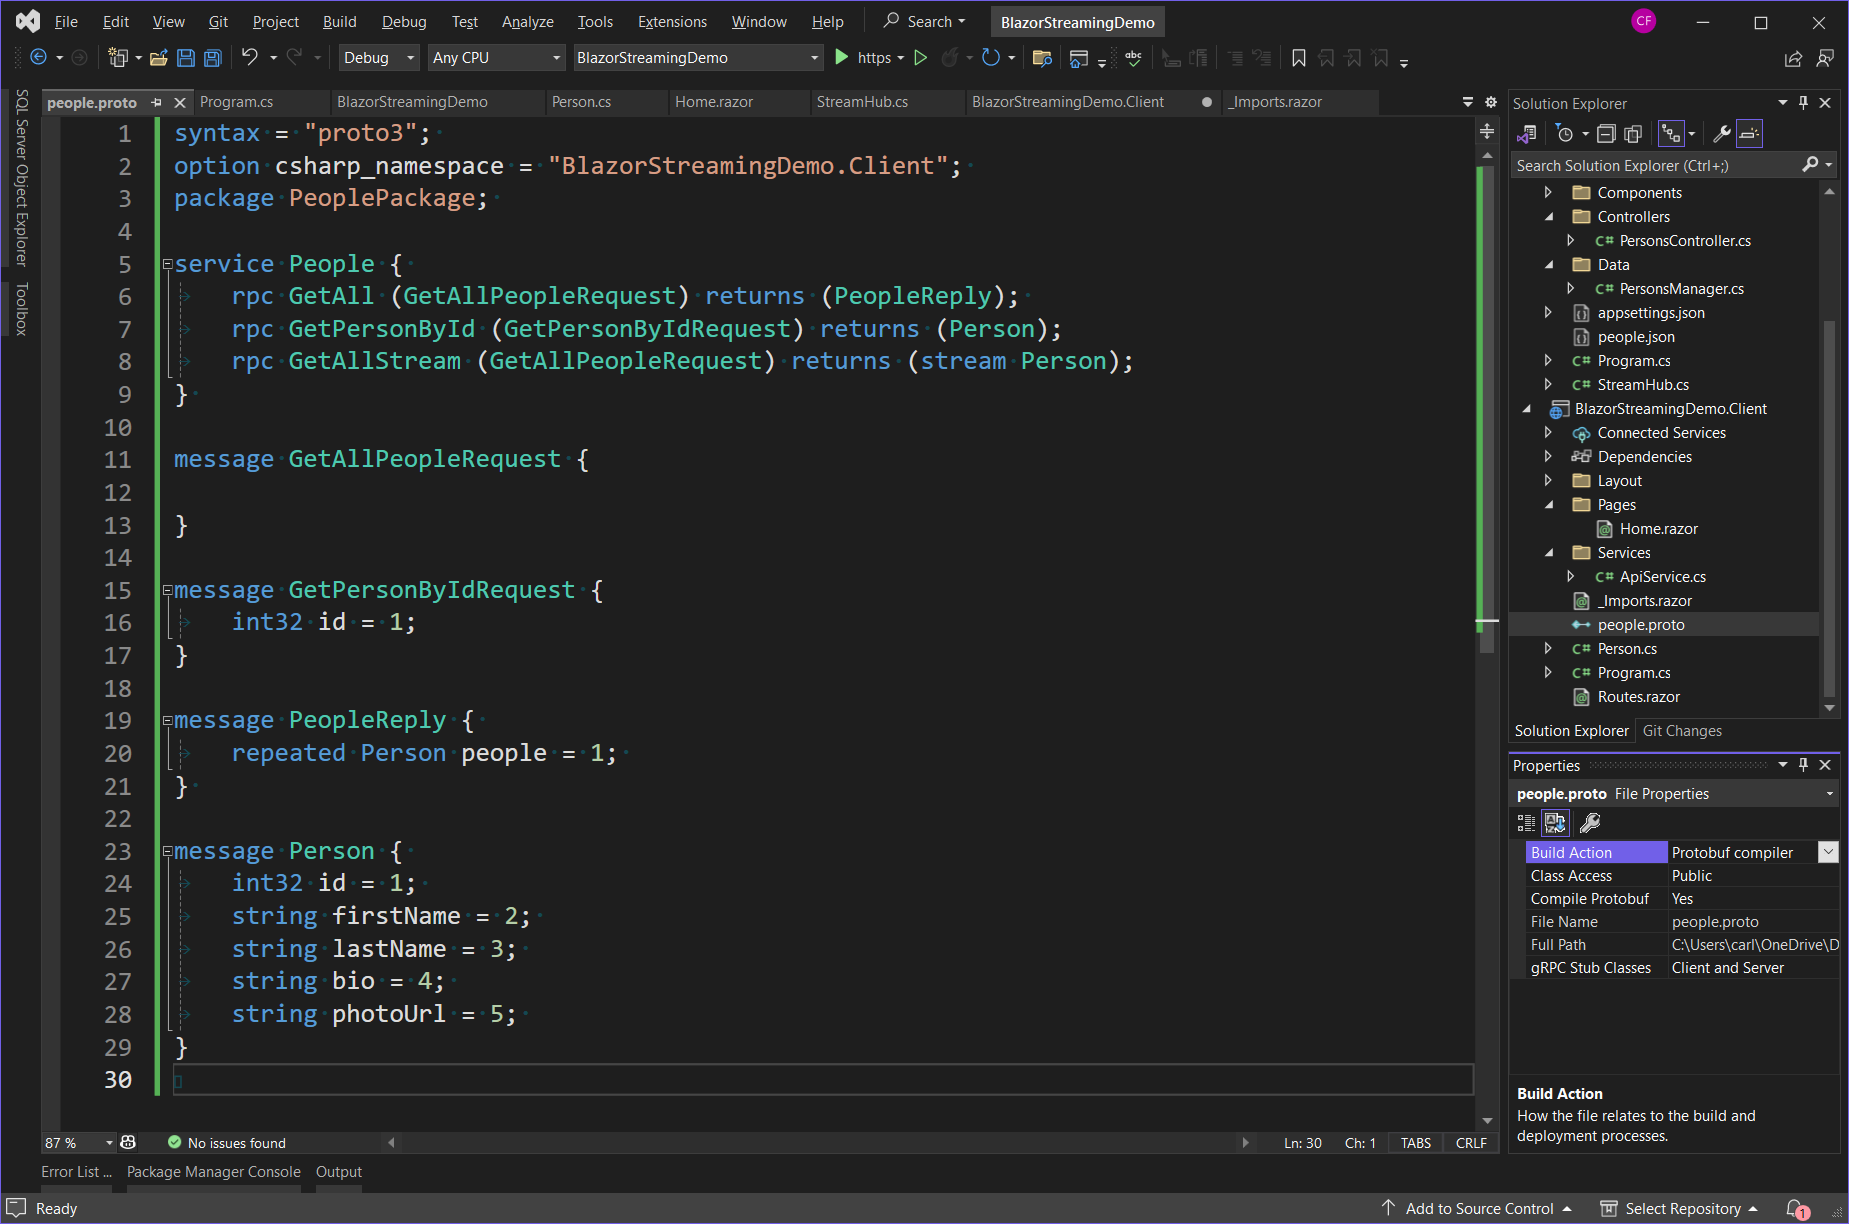 File Edit View Git Project Build Debug Test Analyze Tools Extensions Window Help Search BlazorStreamingDemo CF
Debug Any CPU BlazorStreamingDemo https abc
SQL Server Object Explorer
Toolbox
people.proto Program.cs BlazorStreamingDemo Person.cs Home.razor StreamHub.cs BlazorStreamingDemo.Client _Imports.razor
1 syntax = "proto3";
2 option csharp_namespace = "BlazorStreamingDemo.Client";
3 package PeoplePackage;
4
5 service People {
6 rpc GetAll (GetAllPeopleRequest) returns (PeopleReply);
7 rpc GetPersonById (GetPersonByIdRequest) returns (Person);
8 rpc GetAllStream (GetAllPeopleRequest) returns (stream Person);
9 }
10
11 message GetAllPeopleRequest {
12
13 }
14
15 message GetPersonByIdRequest {
16 int32 id = 1;
17 }
18
19 message PeopleReply {
20 repeated Person people = 1;
21 }
22
23 message Person {
24 int32 id = 1;
25 string firstName = 2;
26 string lastName = 3;
27 string bio = 4;
28 string photoUrl = 5;
29 }
30
87 % No issues found Ln: 30 Ch: 1 TABS CRLF
Error List ... Package Manager Console Output
Solution Explorer
Search Solution Explorer (Ctrl+;)
Components
Controllers
C# PersonsController.cs
Data
C# PersonsManager.cs
appsettings.json
people.json
C# Program.cs
C# StreamHub.cs
BlazorStreamingDemo.Client
Connected Services
Dependencies
Layout
Pages
Home.razor
Services
C# ApiService.cs
_Imports.razor
people.proto
C# Person.cs
C# Program.cs
Routes.razor
Solution Explorer Git Changes
Properties
people.proto File Properties
Build Action Protobuf compiler
Class Access Public
Compile Protobuf Yes
File Name people.proto
Full Path C:\Users\carl\OneDrive\D
gRPC Stub Classes Client and Server
Build Action
How the file relates to the build and
deployment processes.
Ready Add to Source Control Select Repository 1